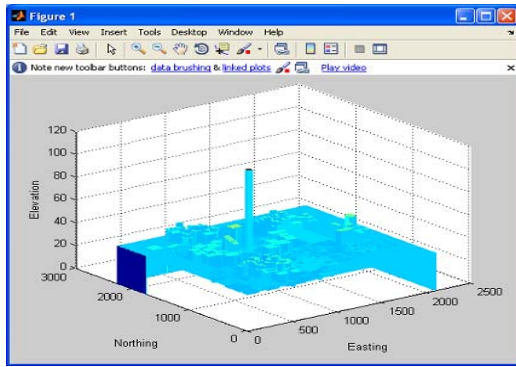 Figure 1
File Edit View Insert Tools Desktop Window Help
Note new toolbar buttons: data brushing & linked plots Play video
120
100
80
60
40
20
0
Elevation
3000
2000
1000
0
Northing
0
500
1000
1500
2000
2500
Easting